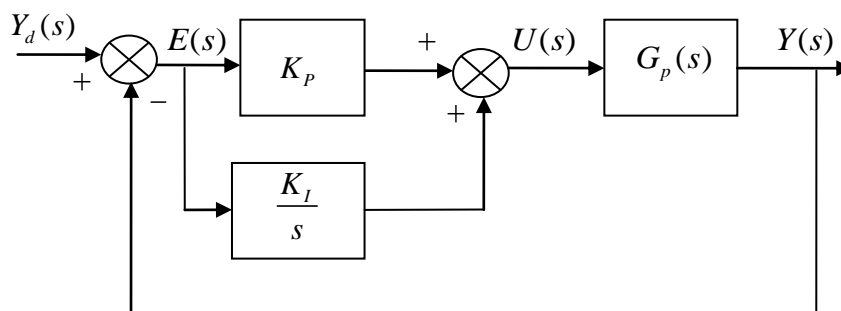 Y_d(s)
E(s)
K_P
+
U(s)
G_p(s)
Y(s)
+
−
+
K_I
s